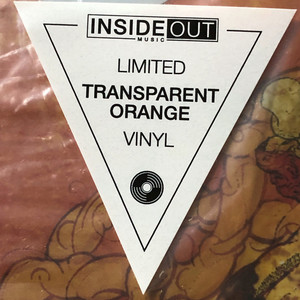 INSIDEOUT
MUSIC
LIMITED
TRANSPARENT
ORANGE
VINYL